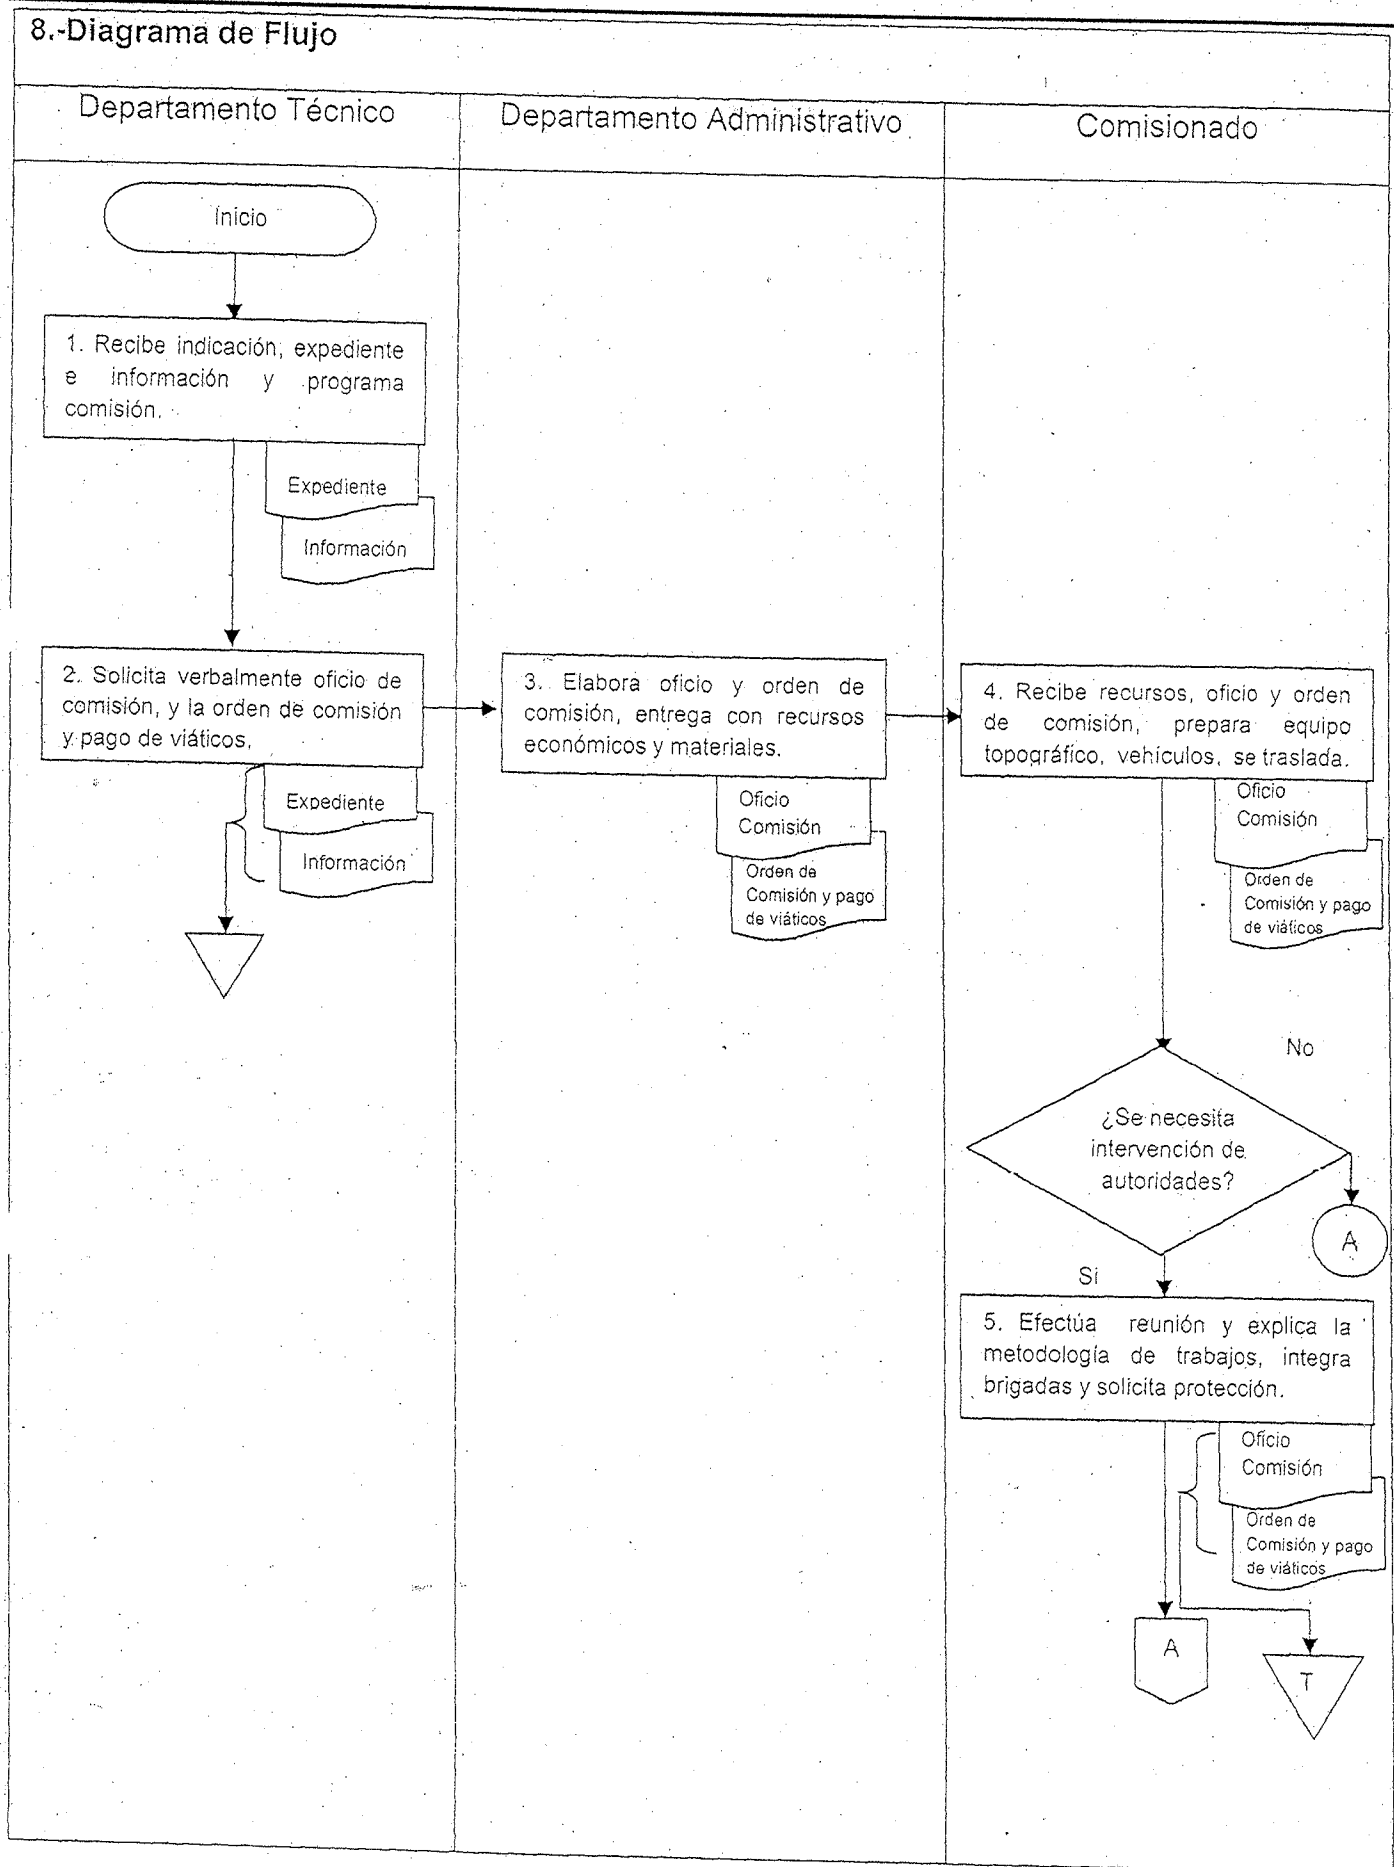 8.-Diagrama de Flujo
Departamento Técnico
Departamento Administrativo
Comisionado
Inicio
1. Recibe indicación, expediente
e información y programa
comisión.
Expediente
Información
2. Solicita verbalmente oficio de
comisión, y la orden de comisión
y pago de viáticos.
Expediente
Información
3. Elabora oficio y orden de
comisión, entrega con recursos
económicos y materiales.
Oficio
Comisión
Orden de
Comisión y pago
de viáticos
4. Recibe recursos, oficio y orden
de comisión, prepara equipo
topográfico, vehículos, se traslada.
Oficio
Comisión
Orden de
Comisión y pago
de viáticos
No
¿Se necesita
intervención de
autoridades?
A
Si
5. Efectúa reunión y explica la
metodología de trabajos, integra
brigadas y solicita protección.
Oficio
Comisión
Orden de
Comisión y pago
de viáticos
A
T